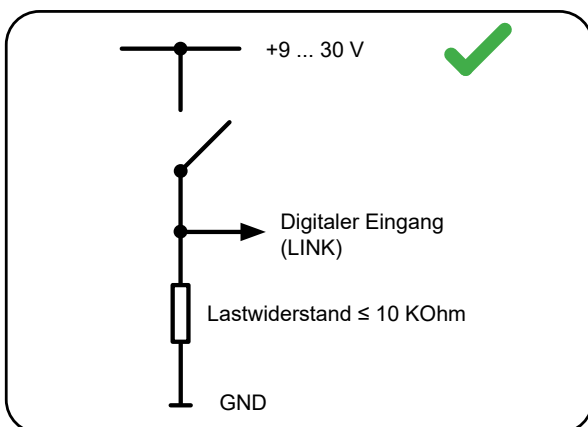 +9 ... 30 V
Digitaler Eingang
(LINK)
Lastwiderstand ≤ 10 KOhm
GND